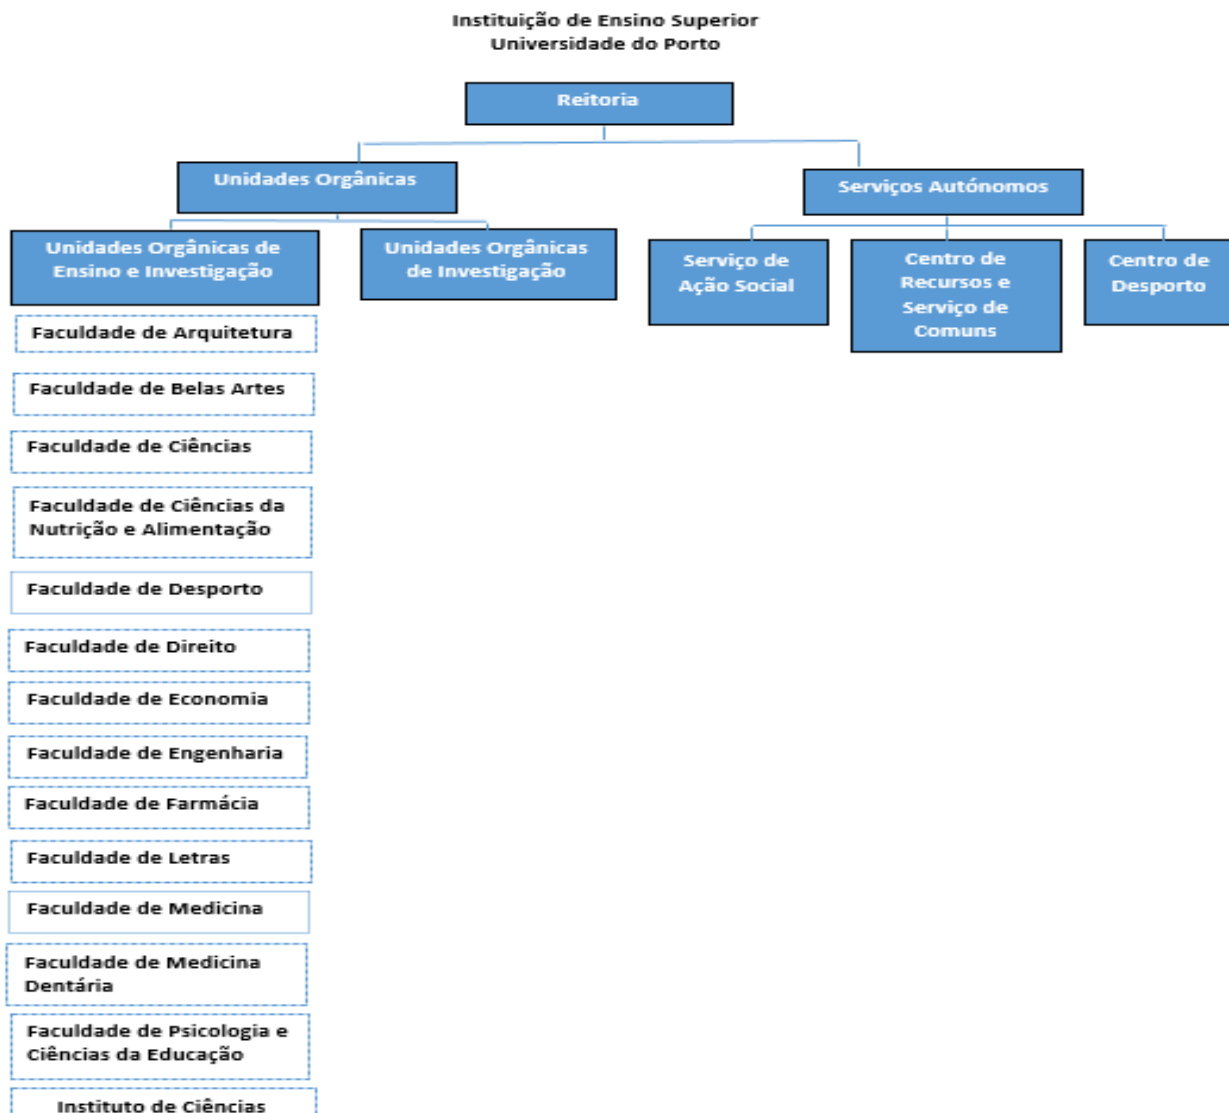 Instituição de Ensino Superior
Universidade do Porto
Reitoria
Unidades Orgânicas
Serviços Autónomos
Unidades Orgânicas de
Ensino e Investigação
Unidades Orgânicas
de Investigação
Serviço de
Ação Social
Centro de
Recursos e
Serviço de
Comuns
Centro de
Desporto
Faculdade de Arquitetura
Faculdade de Belas Artes
Faculdade de Ciências
Faculdade de Ciências da
Nutrição e Alimentação
Faculdade de Desporto
Faculdade de Direito
Faculdade de Economia
Faculdade de Engenharia
Faculdade de Farmácia
Faculdade de Letras
Faculdade de Medicina
Faculdade de Medicina
Dentária
Faculdade de Psicologia e
Ciências da Educação
Instituto de Ciências